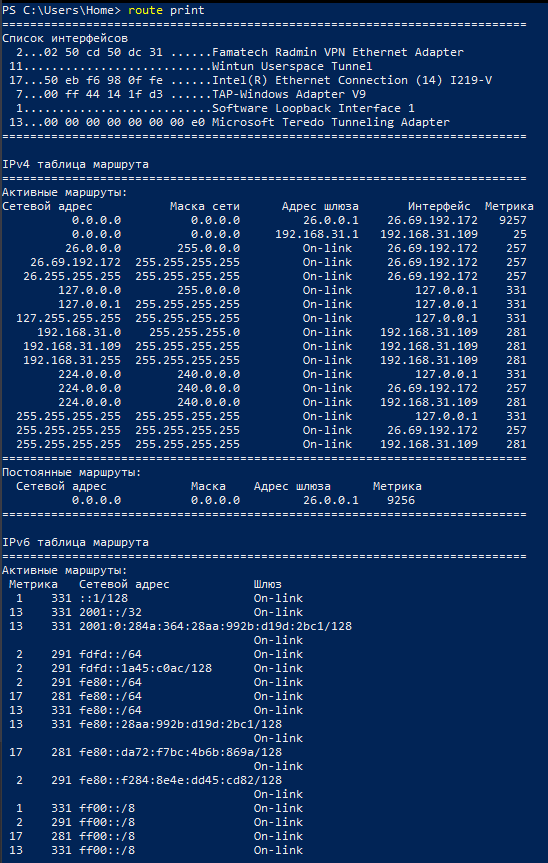 PS C:\Users\Home> route print
===========================================================================
Список интерфейсов
  2...02 50 cd 50 dc 31 ......Famatech Radmin VPN Ethernet Adapter
 11...........................Wintun Userspace Tunnel
 17...50 eb f6 98 0f fe ......Intel(R) Ethernet Connection (14) I219-V
  7...00 ff 44 14 1f d3 ......TAP-Windows Adapter V9
  1...........................Software Loopback Interface 1
 13...00 00 00 00 00 00 00 e0 Microsoft Teredo Tunneling Adapter
===========================================================================

IPv4 таблица маршрута
===========================================================================
Активные маршруты:
Сетевой адрес           Маска сети      Адрес шлюза       Интерфейс  Метрика
          0.0.0.0          0.0.0.0         26.0.0.1    26.69.192.172   9257
          0.0.0.0          0.0.0.0     192.168.31.1   192.168.31.109     25
         26.0.0.0        255.0.0.0         On-link     26.69.192.172    257
    26.69.192.172  255.255.255.255         On-link     26.69.192.172    257
   26.255.255.255  255.255.255.255         On-link     26.69.192.172    257
        127.0.0.0        255.0.0.0         On-link         127.0.0.1    331
        127.0.0.1  255.255.255.255         On-link         127.0.0.1    331
  127.255.255.255  255.255.255.255         On-link         127.0.0.1    331
     192.168.31.0    255.255.255.0         On-link    192.168.31.109    281
   192.168.31.109  255.255.255.255         On-link    192.168.31.109    281
   192.168.31.255  255.255.255.255         On-link    192.168.31.109    281
        224.0.0.0        240.0.0.0         On-link         127.0.0.1    331
        224.0.0.0        240.0.0.0         On-link     26.69.192.172    257
        224.0.0.0        240.0.0.0         On-link    192.168.31.109    281
  255.255.255.255  255.255.255.255         On-link         127.0.0.1    331
  255.255.255.255  255.255.255.255         On-link     26.69.192.172    257
  255.255.255.255  255.255.255.255         On-link    192.168.31.109    281
===========================================================================
Постоянные маршруты:
  Сетевой адрес            Маска    Адрес шлюза      Метрика
          0.0.0.0          0.0.0.0         26.0.0.1    9256
===========================================================================

IPv6 таблица маршрута
===========================================================================
Активные маршруты:
 Метрика   Сетевой адрес            Шлюз
  1    331 ::1/128                  On-link
 13    331 2001::/32                On-link
 13    331 2001:0:284a:364:28aa:992b:d19d:2bc1/128
                                    On-link
  2    291 fdfd::/64                On-link
  2    291 fdfd::1a45:c0ac/128      On-link
  2    291 fe80::/64                On-link
 17    281 fe80::/64                On-link
 13    331 fe80::/64                On-link
 13    331 fe80::28aa:992b:d19d:2bc1/128
                                    On-link
 17    281 fe80::da72:f7bc:4b6b:869a/128
                                    On-link
  2    291 fe80::f284:8e4e:dd45:cd82/128
                                    On-link
  1    331 ff00::/8                 On-link
  2    291 ff00::/8                 On-link
 17    281 ff00::/8                 On-link
 13    331 ff00::/8                 On-link